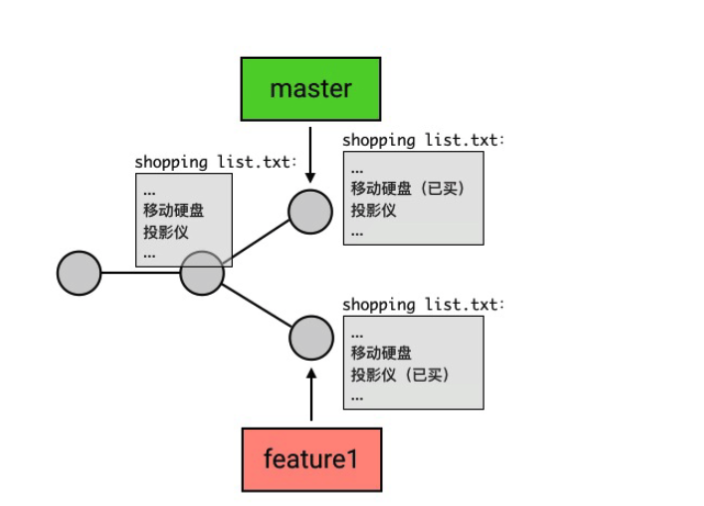 master
shopping list.txt:
...
移动硬盘（已买）
投影仪
...
shopping list.txt:
...
移动硬盘
投影仪
...
shopping list.txt:
...
移动硬盘
投影仪（已买）
...
feature1